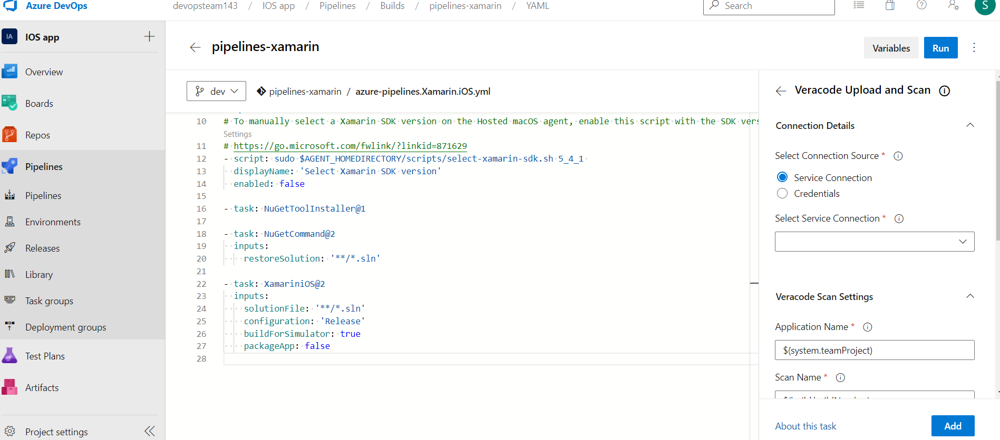 Azure DevOps
devopsteam143 / IOS app / Pipelines / Builds / pipelines-xamarin / YAML
Search
S
IA IOS app
Overview
Boards
Repos
Pipelines
Pipelines
Environments
Releases
Library
Task groups
Deployment groups
Test Plans
Artifacts
Project settings
pipelines-xamarin
Variables
Run
dev
pipelines-xamarin / azure-pipelines.Xamarin.iOS.yml
10 # To manually select a Xamarin SDK version on the Hosted macOS agent, enable this script with the SDK vers
Settings
11 # https://go.microsoft.com/fwlink/?linkid=871629
12 - script: sudo $AGENT_HOMEDIRECTORY/scripts/select-xamarin-sdk.sh 5_4_1
13 displayName: 'Select Xamarin SDK version'
14 enabled: false
15
16 - task: NuGetToolInstaller@1
17
18 - task: NuGetCommand@2
19 inputs:
20 restoreSolution: '**/*.sln'
21
22 - task: XamariniOS@2
23 inputs:
24 solutionFile: '**/*.sln'
25 configuration: 'Release'
26 buildForSimulator: true
27 packageApp: false
28
Veracode Upload and Scan
Connection Details
Select Connection Source *
Service Connection
Credentials
Select Service Connection *
Veracode Scan Settings
Application Name *
$(system.teamProject)
Scan Name *
About this task
Add